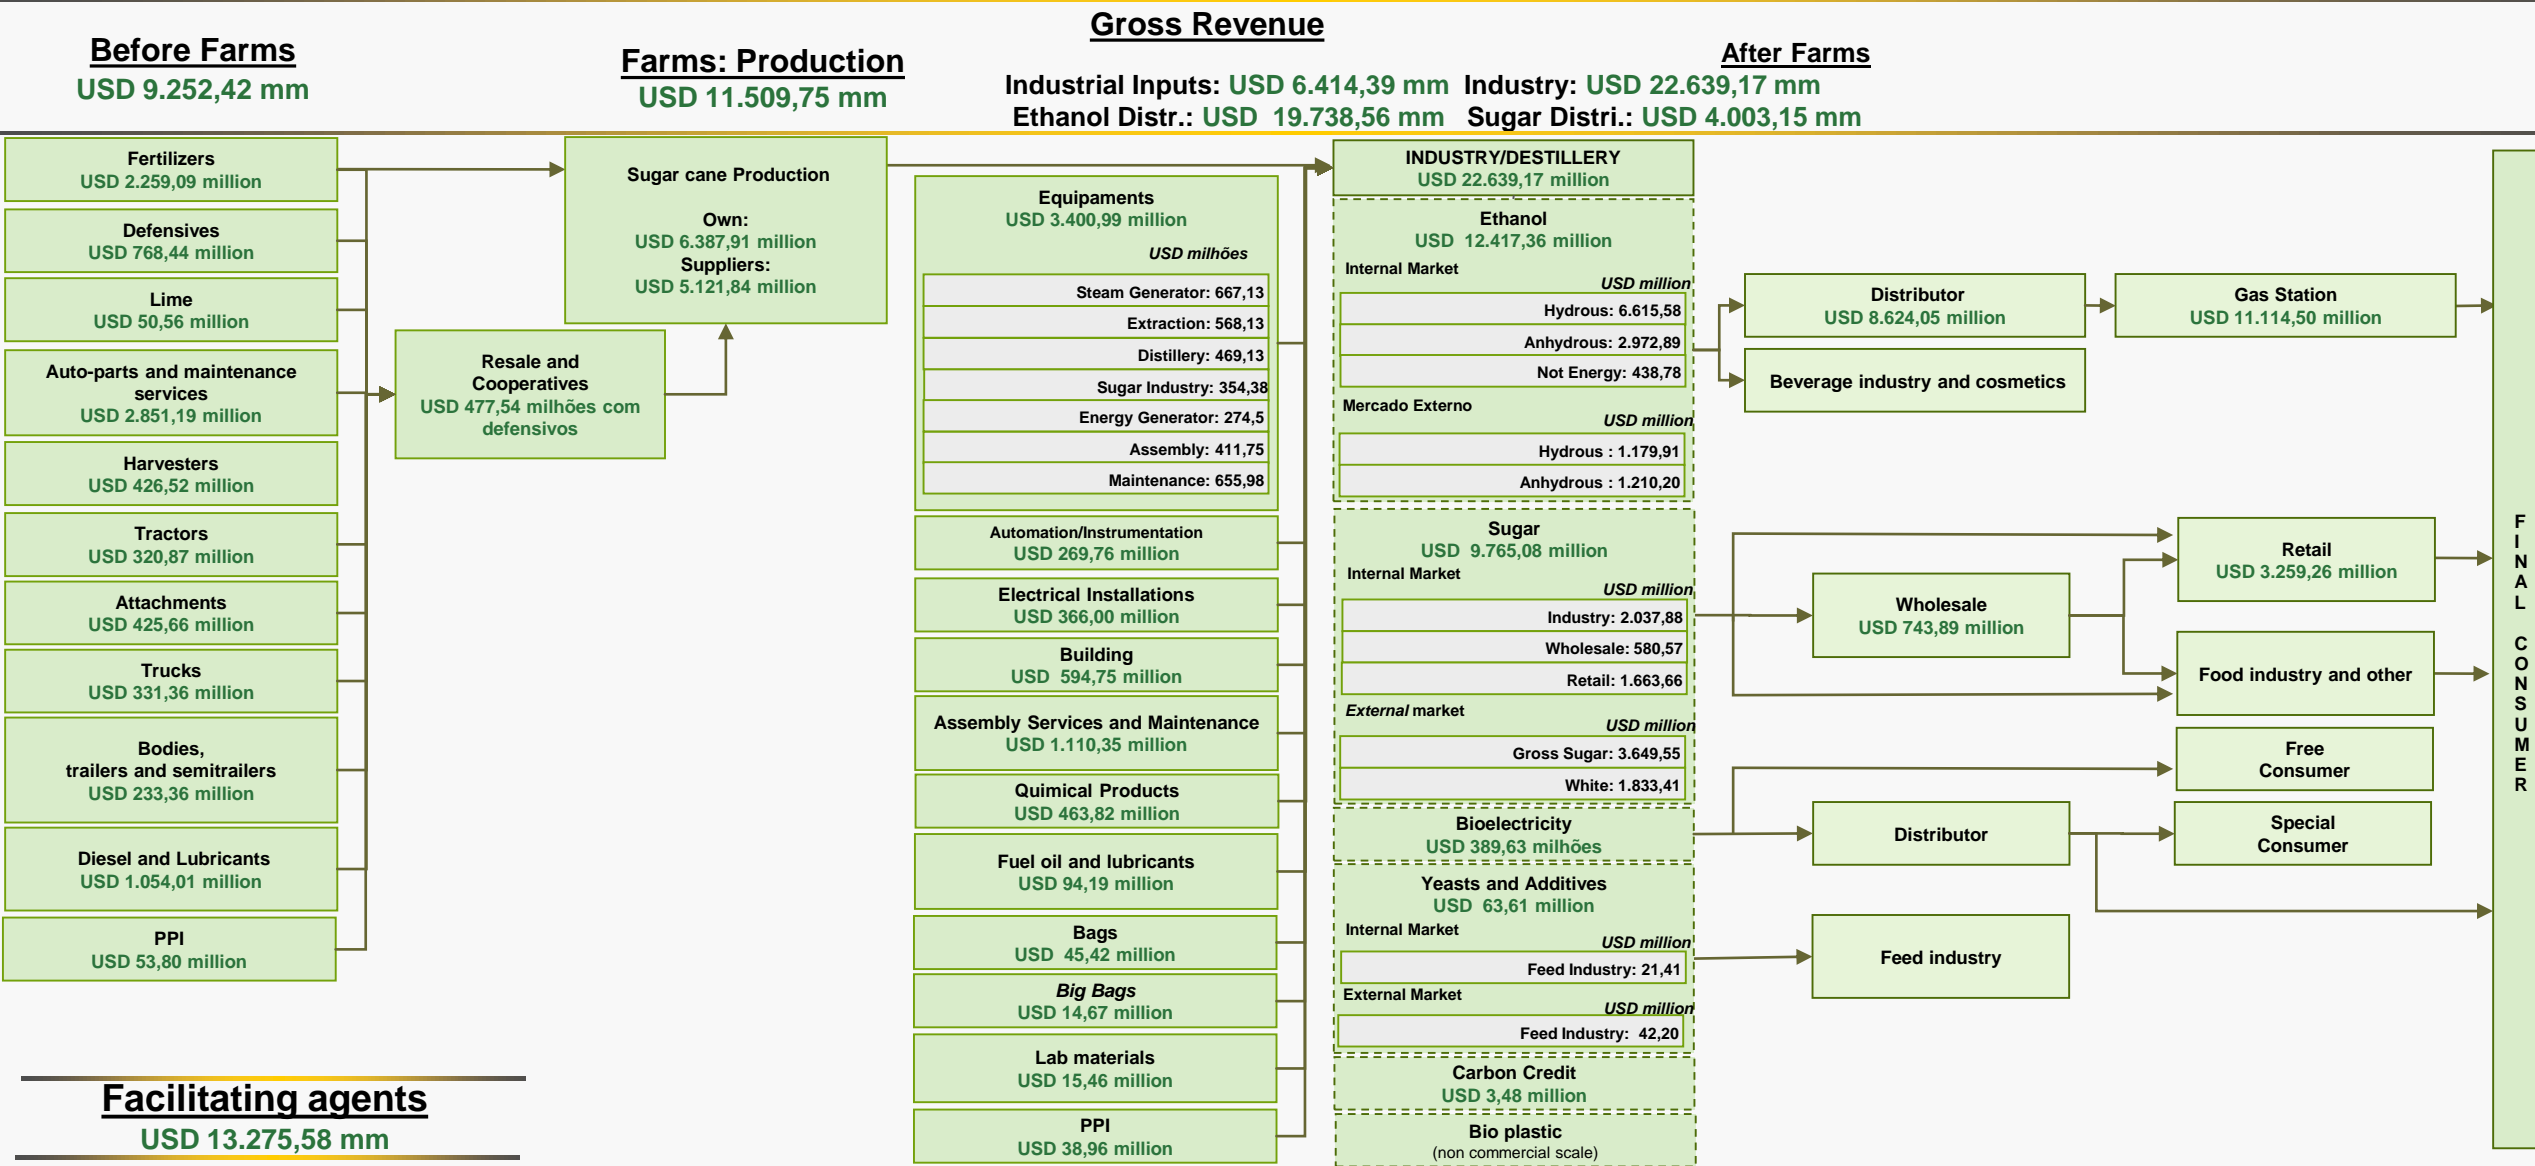 Gross Revenue
Before Farms
USD 9.252,42 mm
Farms: Production
USD 11.509,75 mm
After Farms
Industrial Inputs: USD 6.414,39 mm Industry: USD 22.639,17 mm
Ethanol Distr.: USD 19.738,56 mm Sugar Distri.: USD 4.003,15 mm
Fertilizers
USD 2.259,09 million
Defensives
USD 768,44 million
Lime
USD 50,56 million
Auto-parts and maintenance
services
USD 2.851,19 million
Harvesters
USD 426,52 million
Tractors
USD 320,87 million
Attachments
USD 425,66 million
Trucks
USD 331,36 million
Bodies,
trailers and semitrailers
USD 233,36 million
Diesel and Lubricants
USD 1.054,01 million
PPI
USD 53,80 million
Facilitating agents
USD 13.275,58 mm
Resale and
Cooperatives
USD 477,54 milhões com
defensivos
Sugar cane Production
Own:
USD 6.387,91 million
Suppliers:
USD 5.121,84 million
Equipaments
USD 3.400,99 million
USD milhões
Steam Generator: 667,13
Extraction: 568,13
Distillery: 469,13
Sugar Industry: 354,38
Energy Generator: 274,5
Assembly: 411,75
Maintenance: 655,98
Automation/Instrumentation
USD 269,76 million
Electrical Installations
USD 366,00 million
Building
USD 594,75 million
Assembly Services and Maintenance
USD 1.110,35 million
Quimical Products
USD 463,82 million
Fuel oil and lubricants
USD 94,19 million
Bags
USD 45,42 million
Big Bags
USD 14,67 million
Lab materials
USD 15,46 million
PPI
USD 38,96 million
INDUSTRY/DESTILLERY
USD 22.639,17 million
Ethanol
USD 12.417,36 million
Internal Market
USD million
Hydrous: 6.615,58
Anhydrous: 2.972,89
Not Energy: 438,78
Mercado Externo
USD million
Hydrous : 1.179,91
Anhydrous : 1.210,20
Sugar
USD 9.765,08 million
Internal Market
USD million
Industry: 2.037,88
Wholesale: 580,57
Retail: 1.663,66
External market
USD million
Gross Sugar: 3.649,55
White: 1.833,41
Bioelectricity
USD 389,63 milhões
Yeasts and Additives
USD 63,61 million
Internal Market
USD million
Feed Industry: 21,41
External Market
USD million
Feed Industry: 42,20
Carbon Credit
USD 3,48 million
Bio plastic
(non commercial scale)
Distributor
USD 8.624,05 million
Gas Station
USD 11.114,50 million
Beverage industry and cosmetics
Wholesale
USD 743,89 million
Retail
USD 3.259,26 million
Food industry and other
Free
Consumer
Distributor
Special
Consumer
Feed industry
FINAL CONSUMER